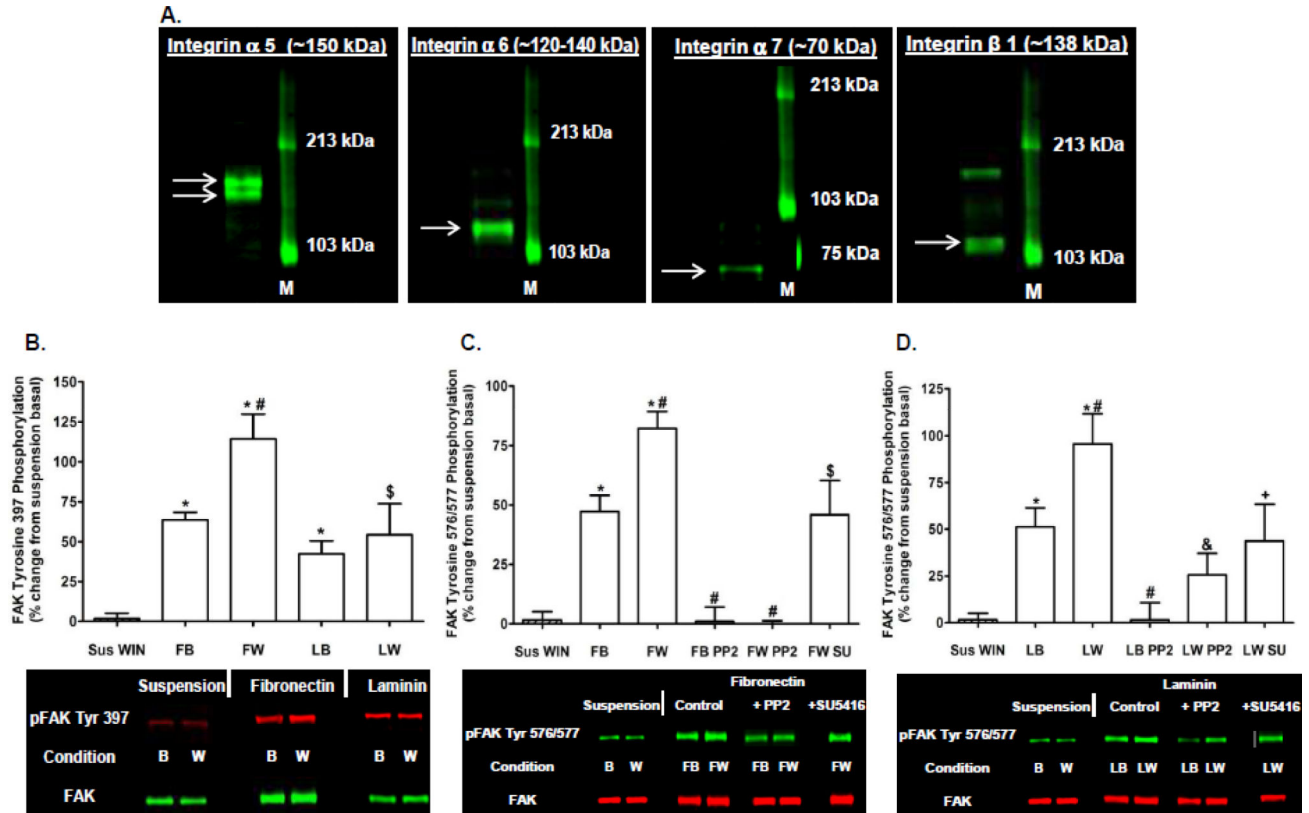 A.
Integrin α 5 (~150 kDa)
213 kDa
103 kDa
M
Integrin α 6 (~120-140 kDa)
213 kDa
103 kDa
M
Integrin α 7 (~70 kDa)
213 kDa
103 kDa
75 kDa
M
Integrin β 1 (~138 kDa)
213 kDa
103 kDa
M
B.
FAK Tyrosine 397 Phosphorylation
(% change from suspension basal)
150
125
100
75
50
25
0
*
* #
*
$
Sus WIN FB FW LB LW
Suspension Fibronectin Laminin
pFAK Tyr 397
Condition B W B W B W
FAK
C.
FAK Tyrosine 576/577 Phosphorylation
(% change from suspension basal)
100
75
50
25
0
*
* #
#
#
$
Sus WIN FB FW FB PP2 FW PP2 FW SU
Fibronectin
Suspension Control + PP2 +SU5416
pFAK Tyr 576/577
Condition B W FB FW FB FW FW
FAK
D.
FAK Tyrosine 576/577 Phosphorylation
(% change from suspension basal)
125
100
75
50
25
0
*
* #
#
&
+
Sus WIN LB LW LB PP2 LW PP2 LW SU
Laminin
Suspension Control + PP2 +SU5416
pFAK Tyr 576/577
Condition B W LB LW LB LW LW
FAK